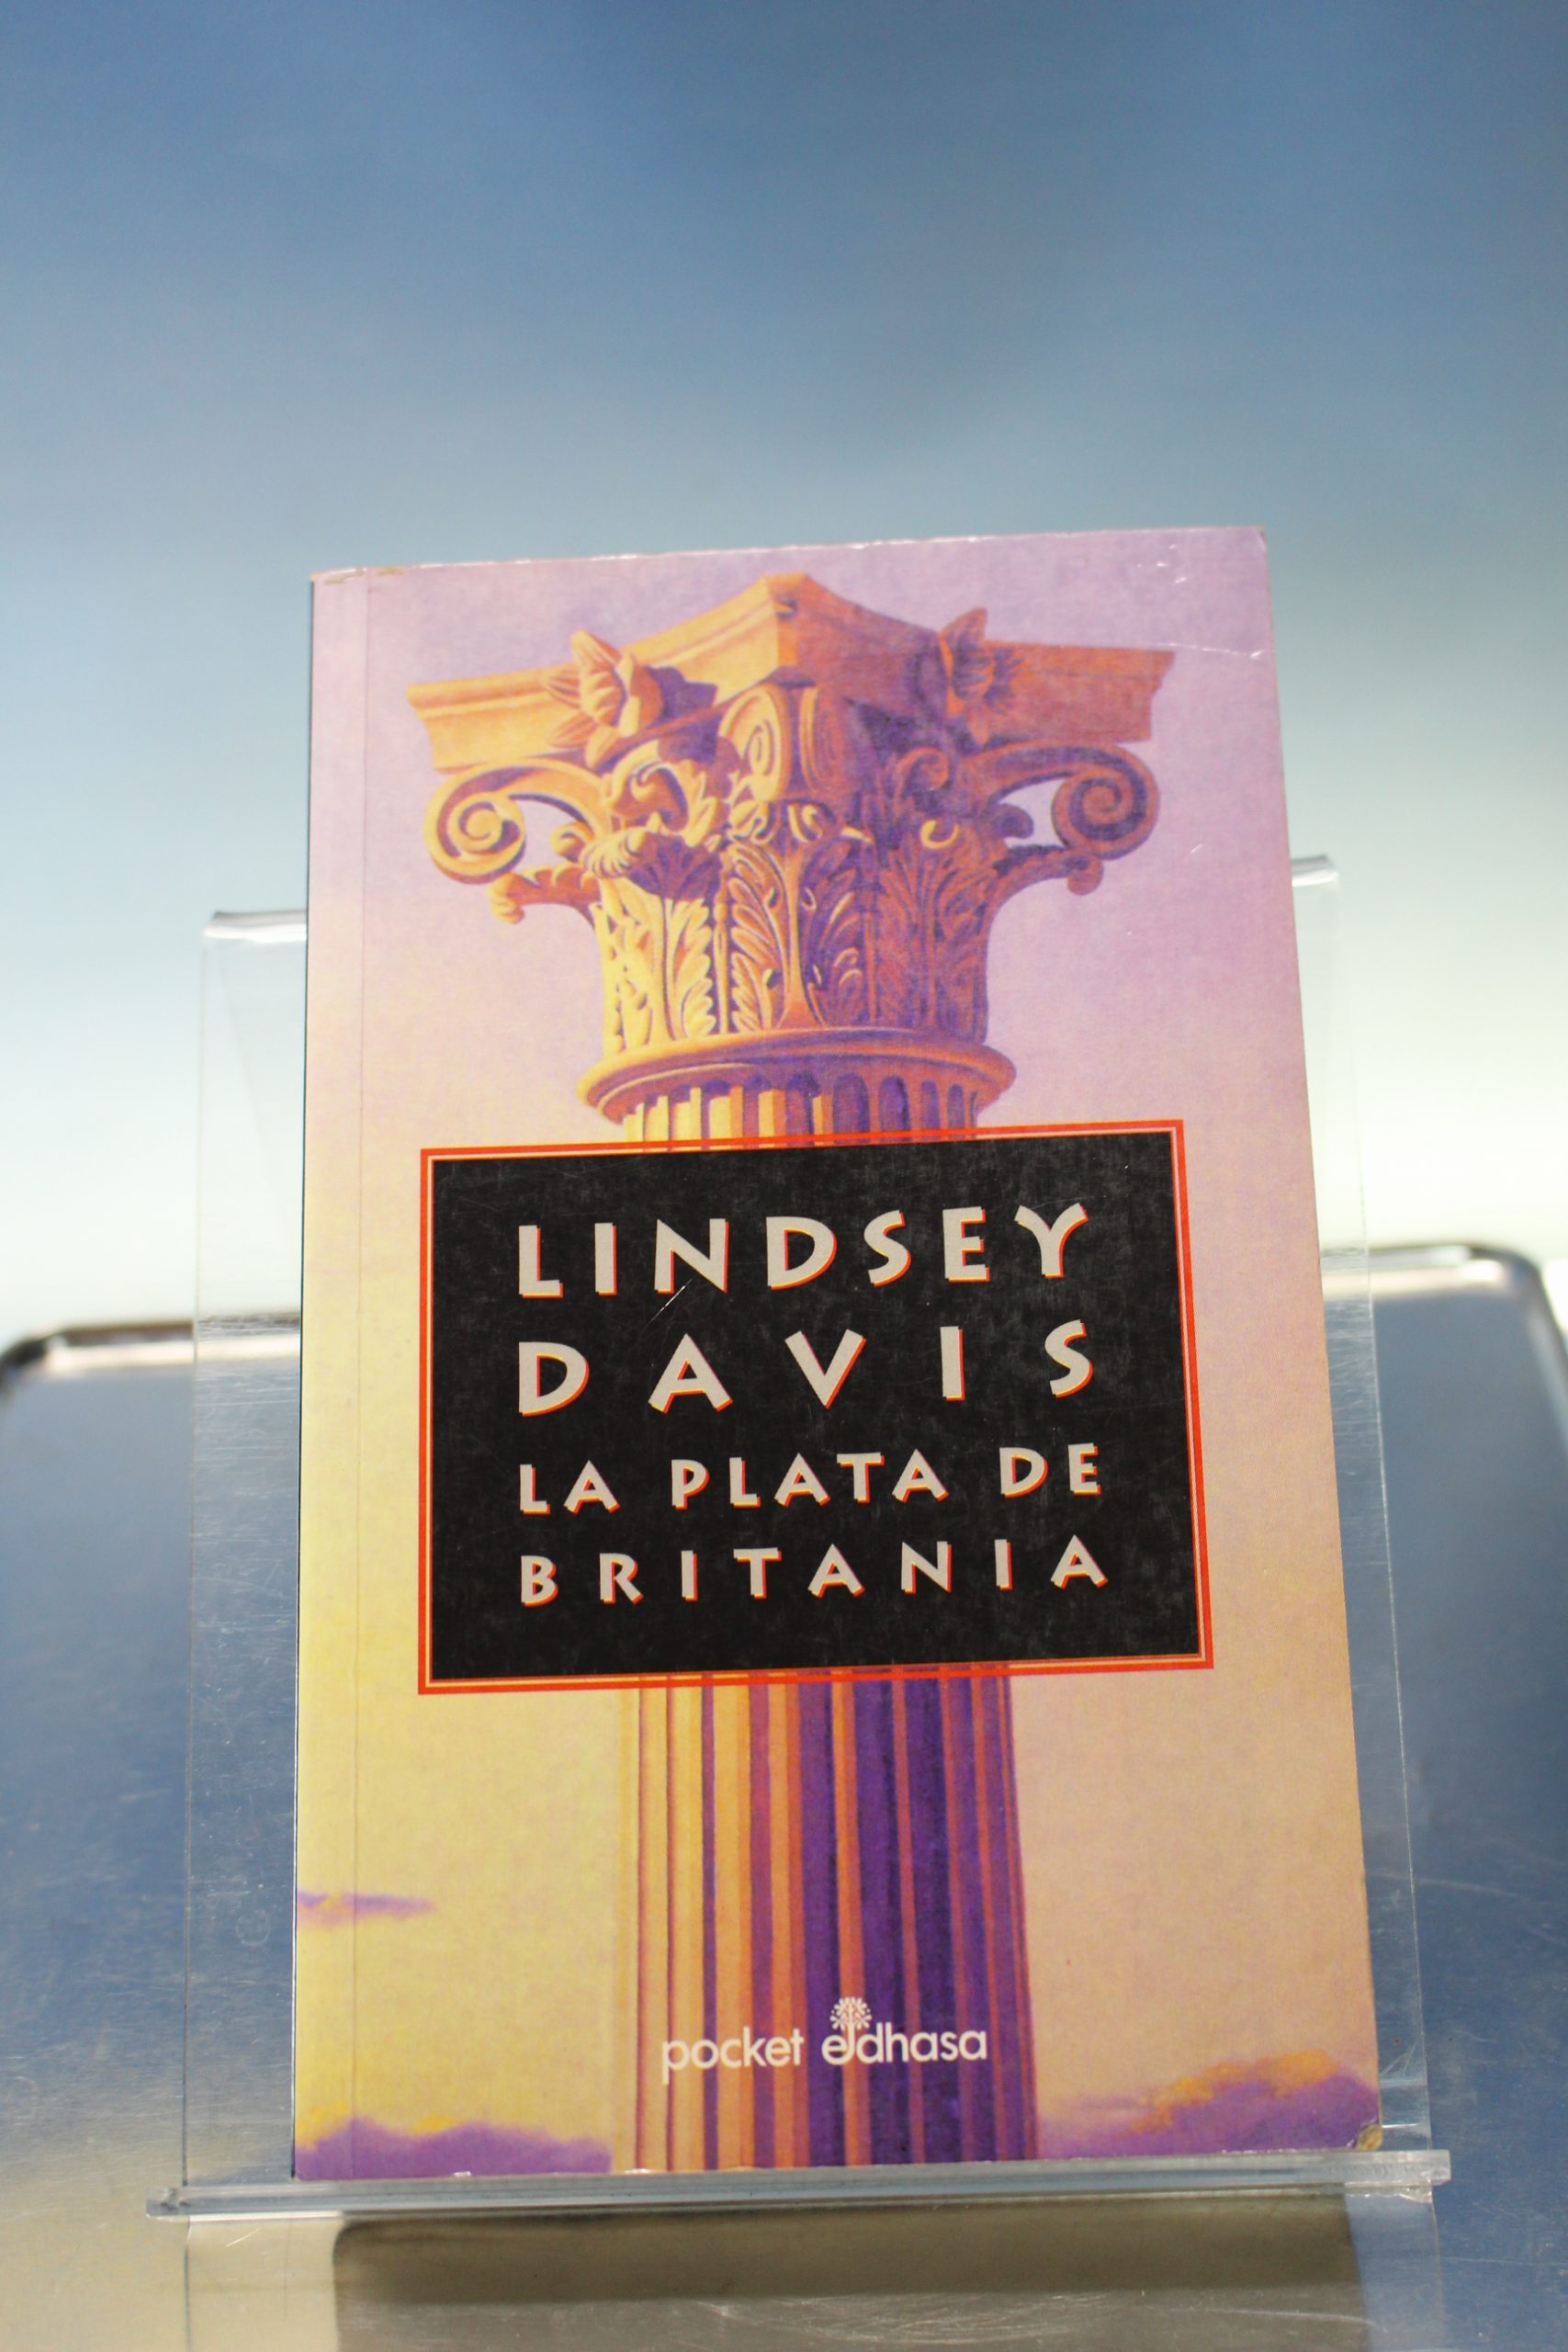 LINDSEY
DAVIS
LA PLATA DE
BRITANIA
pocket edhasa